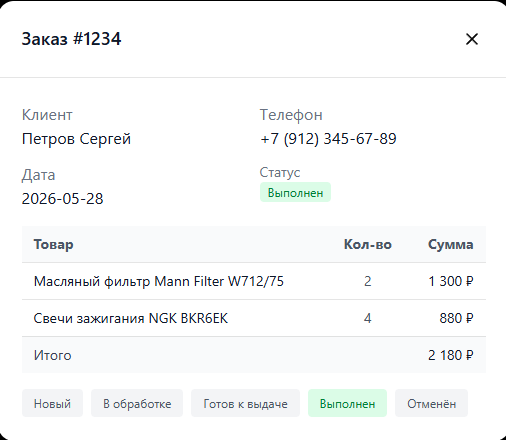 Заказ #1234
Клиент Телефон
Петров Сергей +7 (912) 345-67-89
Дата Статус
2026-05-28 Выполнен
Товар Кол-во Сумма
Масляный фильтр Mann Filter W712/75 2 1 300 ₽
Свечи зажигания NGK BKR6EK 4 880 ₽
Итого 2 180 ₽
Новый В обработке Готов к выдаче Выполнен Отменён